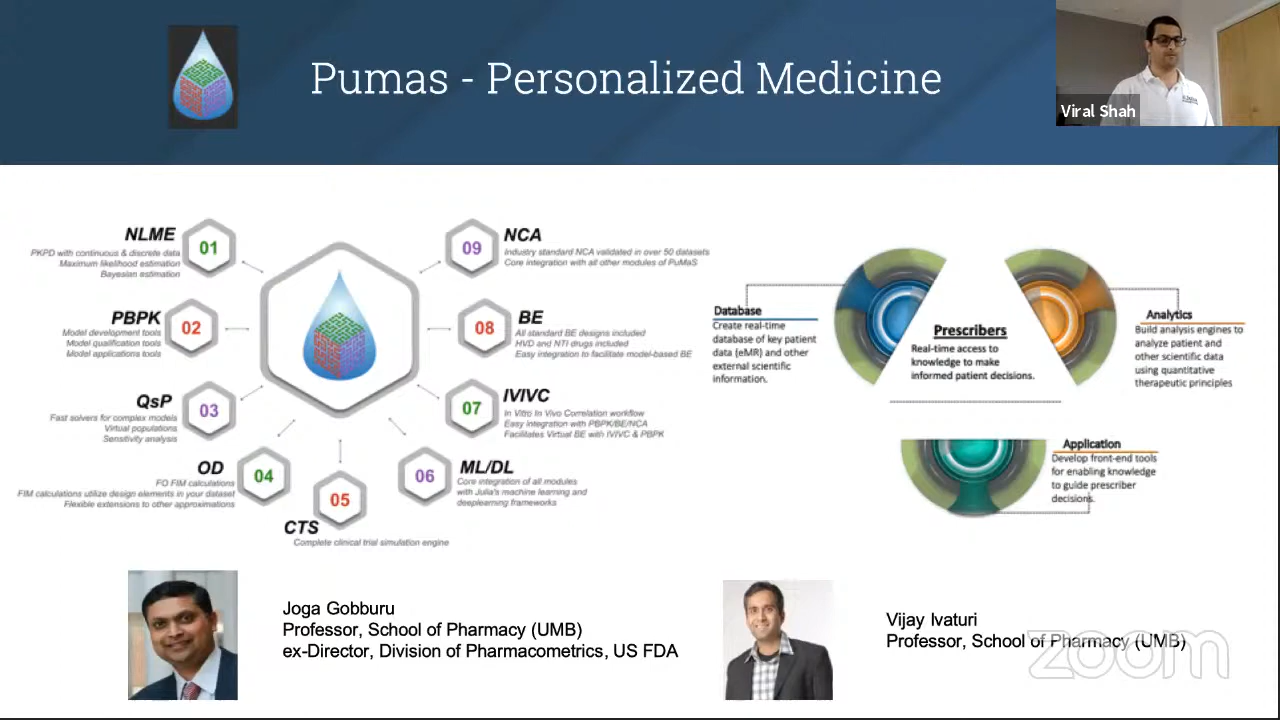 Pumas - Personalized Medicine
Viral Shah
NLME
01
PKPD with continuous & discrete data
Maximum likelihood estimation
Bayesian estimation
PBPK
02
Model development tools
Model qualification tools
Model applications tools
QsP
03
Fast solvers for complex models
Virtual populations
Sensitivity analysis
OD
04
FO FIM calculations
FIM calculations utilize design elements in your dataset
Flexible extensions to other approximations
05
CTS
Complete clinical trial simulation engine
06
ML/DL
Core integration of all modules
with Julia's machine learning and
deeplearning frameworks
07
IVIVC
In Vitro In Vivo Correlation workflow
Easy integration with PBPK/BE/NCA
Facilitates Virtual BE with IVIVC & PBPK
08
BE
All standard BE designs included
HVD and NTI drugs included
Easy integration to facilitate model-based BE
09
NCA
Industry standard NCA validated in over 50 datasets
Core integration with all other modules of PuMaS
Database
Create real-time
database of key patient
data (eMR) and other
external scientific
information.
Prescribers
Real-time access to
knowledge to make
informed patient decisions.
Analytics
Build analysis engines to
analyze patient and
other scientific data
using quantitative
therapeutic principles
Application
Develop front-end tools
for enabling knowledge
to guide prescriber
decisions.
Joga Gobburu
Professor, School of Pharmacy (UMB)
ex-Director, Division of Pharmacometrics, US FDA
Vijay Ivaturi
Professor, School of Pharmacy (UMB)
zoom